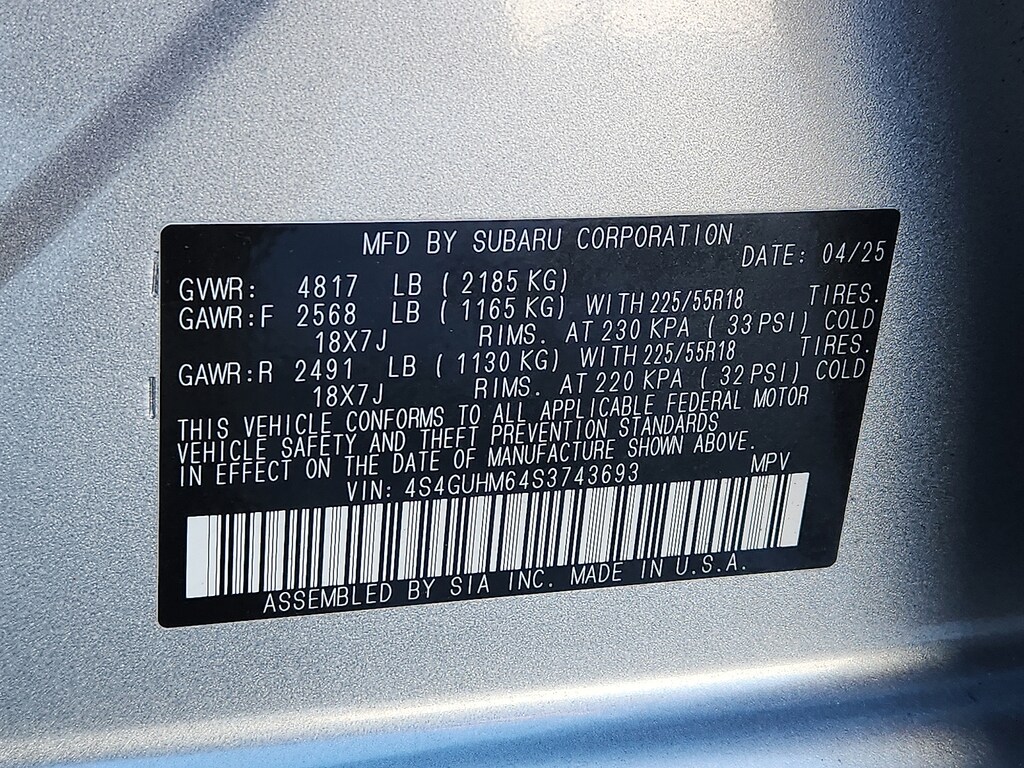 MFD BY SUBARU CORPORATION
DATE: 04/25
GVWR: 4817 LB ( 2185 KG)
GAWR:F 2568 LB ( 1165 KG) WITH 225/55R18 TIRES.
18X7J RIMS. AT 230 KPA ( 33 PSI) COLD
GAWR:R 2491 LB ( 1130 KG) WITH 225/55R18 TIRES.
18X7J RIMS. AT 220 KPA ( 32 PSI) COLD
THIS VEHICLE CONFORMS TO ALL APPLICABLE FEDERAL MOTOR
VEHICLE SAFETY AND THEFT PREVENTION STANDARDS
IN EFFECT ON THE DATE OF MANUFACTURE SHOWN ABOVE.
VIN: 4S4GUHM64S3743693 MPV
ASSEMBLED BY SIA INC. MADE IN U.S.A.